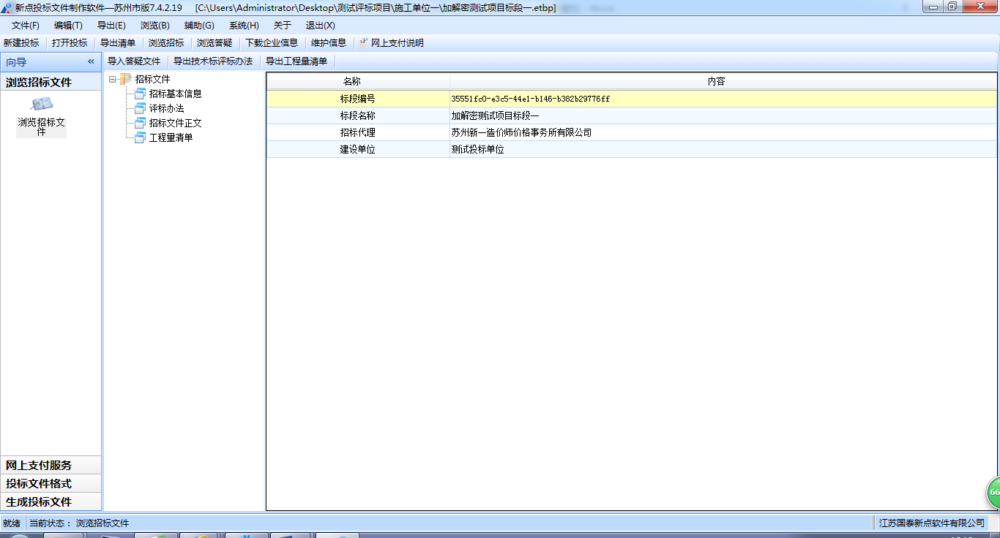 新点投标文件制作软件—苏州市版7.4.2.19 [C:\Users\Administrator\Desktop\测试评标项目\施工单位一\加解密测试项目标段一.etbp]
文件(F) 编辑(T) 导出(E) 浏览(B) 辅助(G) 系统(H) 关于 退出(X)
新建投标 打开投标 导出清单 浏览招标 浏览答疑 下载企业信息 维护信息 网上支付说明
向导 «
导入答疑文件 导出技术标评标办法 导出工程量清单
浏览招标文件
浏览招标文
件
招标文件
招标基本信息
评标办法
招标文件正文
工程量清单
名称 内容
标段编号 35551fc0-e3c5-44e1-b146-b382b29776ff
标段名称 加解密测试项目标段一
招标代理 苏州新一造价师价格事务所有限公司
建设单位 测试投标单位
网上支付服务
投标文件格式
生成投标文件
66
就绪 当前状态： 浏览招标文件 江苏国泰新点软件有限公司